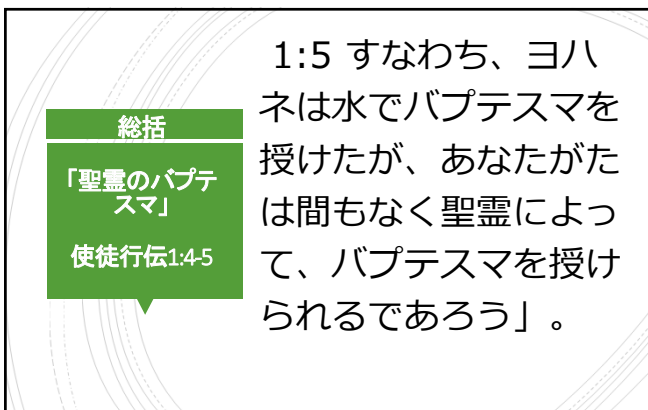 総括
「聖霊のバプテ
スマ」
使徒行伝1:4-5
1:5 すなわち、ヨハ
ネは水でバプテスマを
授けたが、あなたがた
は間もなく聖霊によっ
て、バプテスマを授け
られるであろう」。